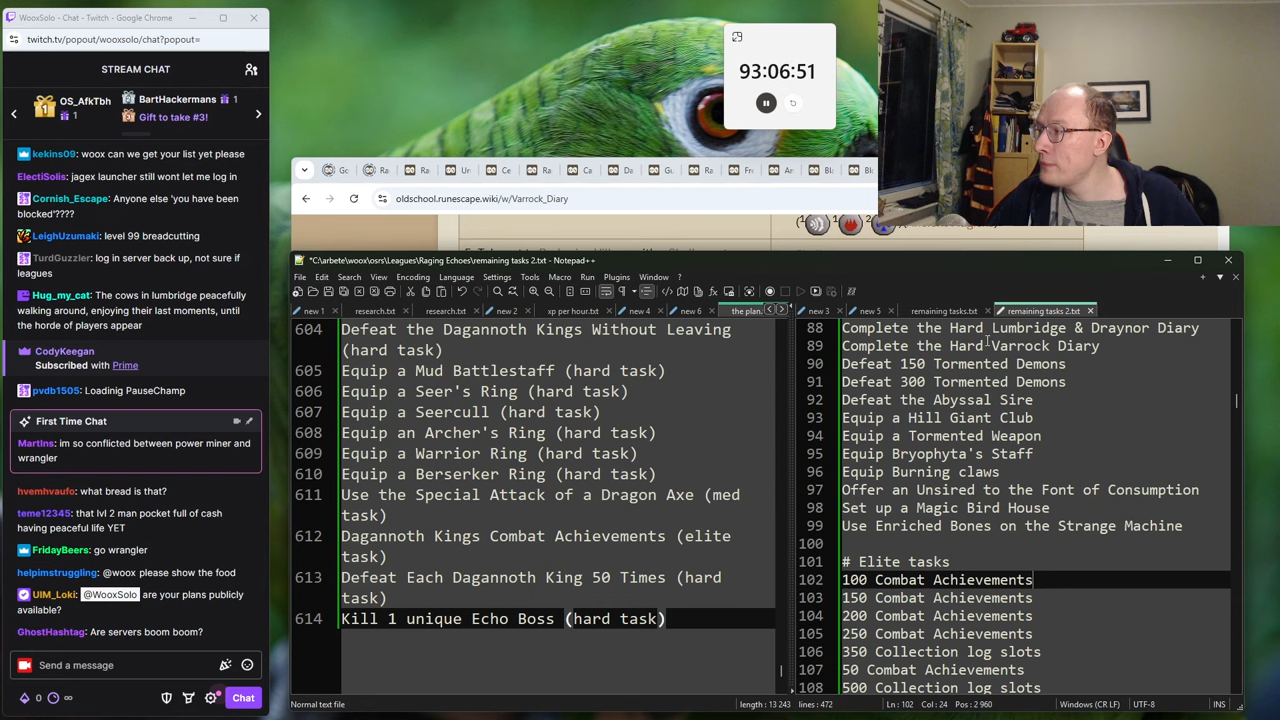 WooxSolo - Chat - Twitch - Google Chrome
twitch.tv/popout/wooxsolo/chat?popout=
STREAM CHAT
OS_AfkTbh
1
BartHackermans 1
Gift to take #3!
kekins09: woox can we get your list yet please
ElectiSolis: jagex launcher still wont let me log in
Cornish_Escape: Anyone else 'you have been
blocked'????
LeighUzumaki: level 99 breadcutting
TurdGuzzler: log in server back up, not sure if
leagues
Hug_my_cat: The cows in lumbridge peacefully
walking around, enjoying their last moments, until
the horde of players appear
CodyKeegan
Subscribed with Prime
pvdb1505: Loadinig PauseChamp
First Time Chat
Martins: im so conflicted between power miner and
wrangler
hvemhvaufo: what bread is that?
teme12345: that lvl 2 man pocket full of cash
having peaceful life YET
FridayBeers: go wrangler
helpimstruggling: @woox please show the food
UIM_Loki: @WooxSolo are your plans publicly
available?
GhostHashtag: Are servers boom boom?
Send a message
0 ∞
Chat
93:06:51
oldschool.runescape.wiki/w/Varrock_Diary
*C:\arbete\woox\osrs\Leagues\Raging Echoes\remaining tasks 2.txt - Notepad++
File Edit Search View Encoding Language Settings Tools Macro Run Plugins Window ?
new 1 research.txt research.txt new 2 xp per hour.txt new 4 new 6 the plan. new 3 new 5 remaining tasks.txt remaining tasks 2.txt
604 Defeat the Dagannoth Kings Without Leaving
(hard task)
605 Equip a Mud Battlestaff (hard task)
606 Equip a Seer's Ring (hard task)
607 Equip a Seercull (hard task)
608 Equip an Archer's Ring (hard task)
609 Equip a Warrior Ring (hard task)
610 Equip a Berserker Ring (hard task)
611 Use the Special Attack of a Dragon Axe (med
task)
612 Dagannoth Kings Combat Achievements (elite
task)
613 Defeat Each Dagannoth King 50 Times (hard
task)
614 Kill 1 unique Echo Boss (hard task)
88 Complete the Hard Lumbridge & Draynor Diary
89 Complete the Hard Varrock Diary
90 Defeat 150 Tormented Demons
91 Defeat 300 Tormented Demons
92 Defeat the Abyssal Sire
93 Equip a Hill Giant Club
94 Equip a Tormented Weapon
95 Equip Bryophyta's Staff
96 Equip Burning claws
97 Offer an Unsired to the Font of Consumption
98 Set up a Magic Bird House
99 Use Enriched Bones on the Strange Machine
100
101 # Elite tasks
102 100 Combat Achievements
103 150 Combat Achievements
104 200 Combat Achievements
105 250 Combat Achievements
106 350 Collection log slots
107 50 Combat Achievements
108 500 Collection log slots
Normal text file
length : 13 243 lines : 472
Ln : 102 Col : 24 Pos : 2 960
Windows (CR LF)
UTF-8
INS